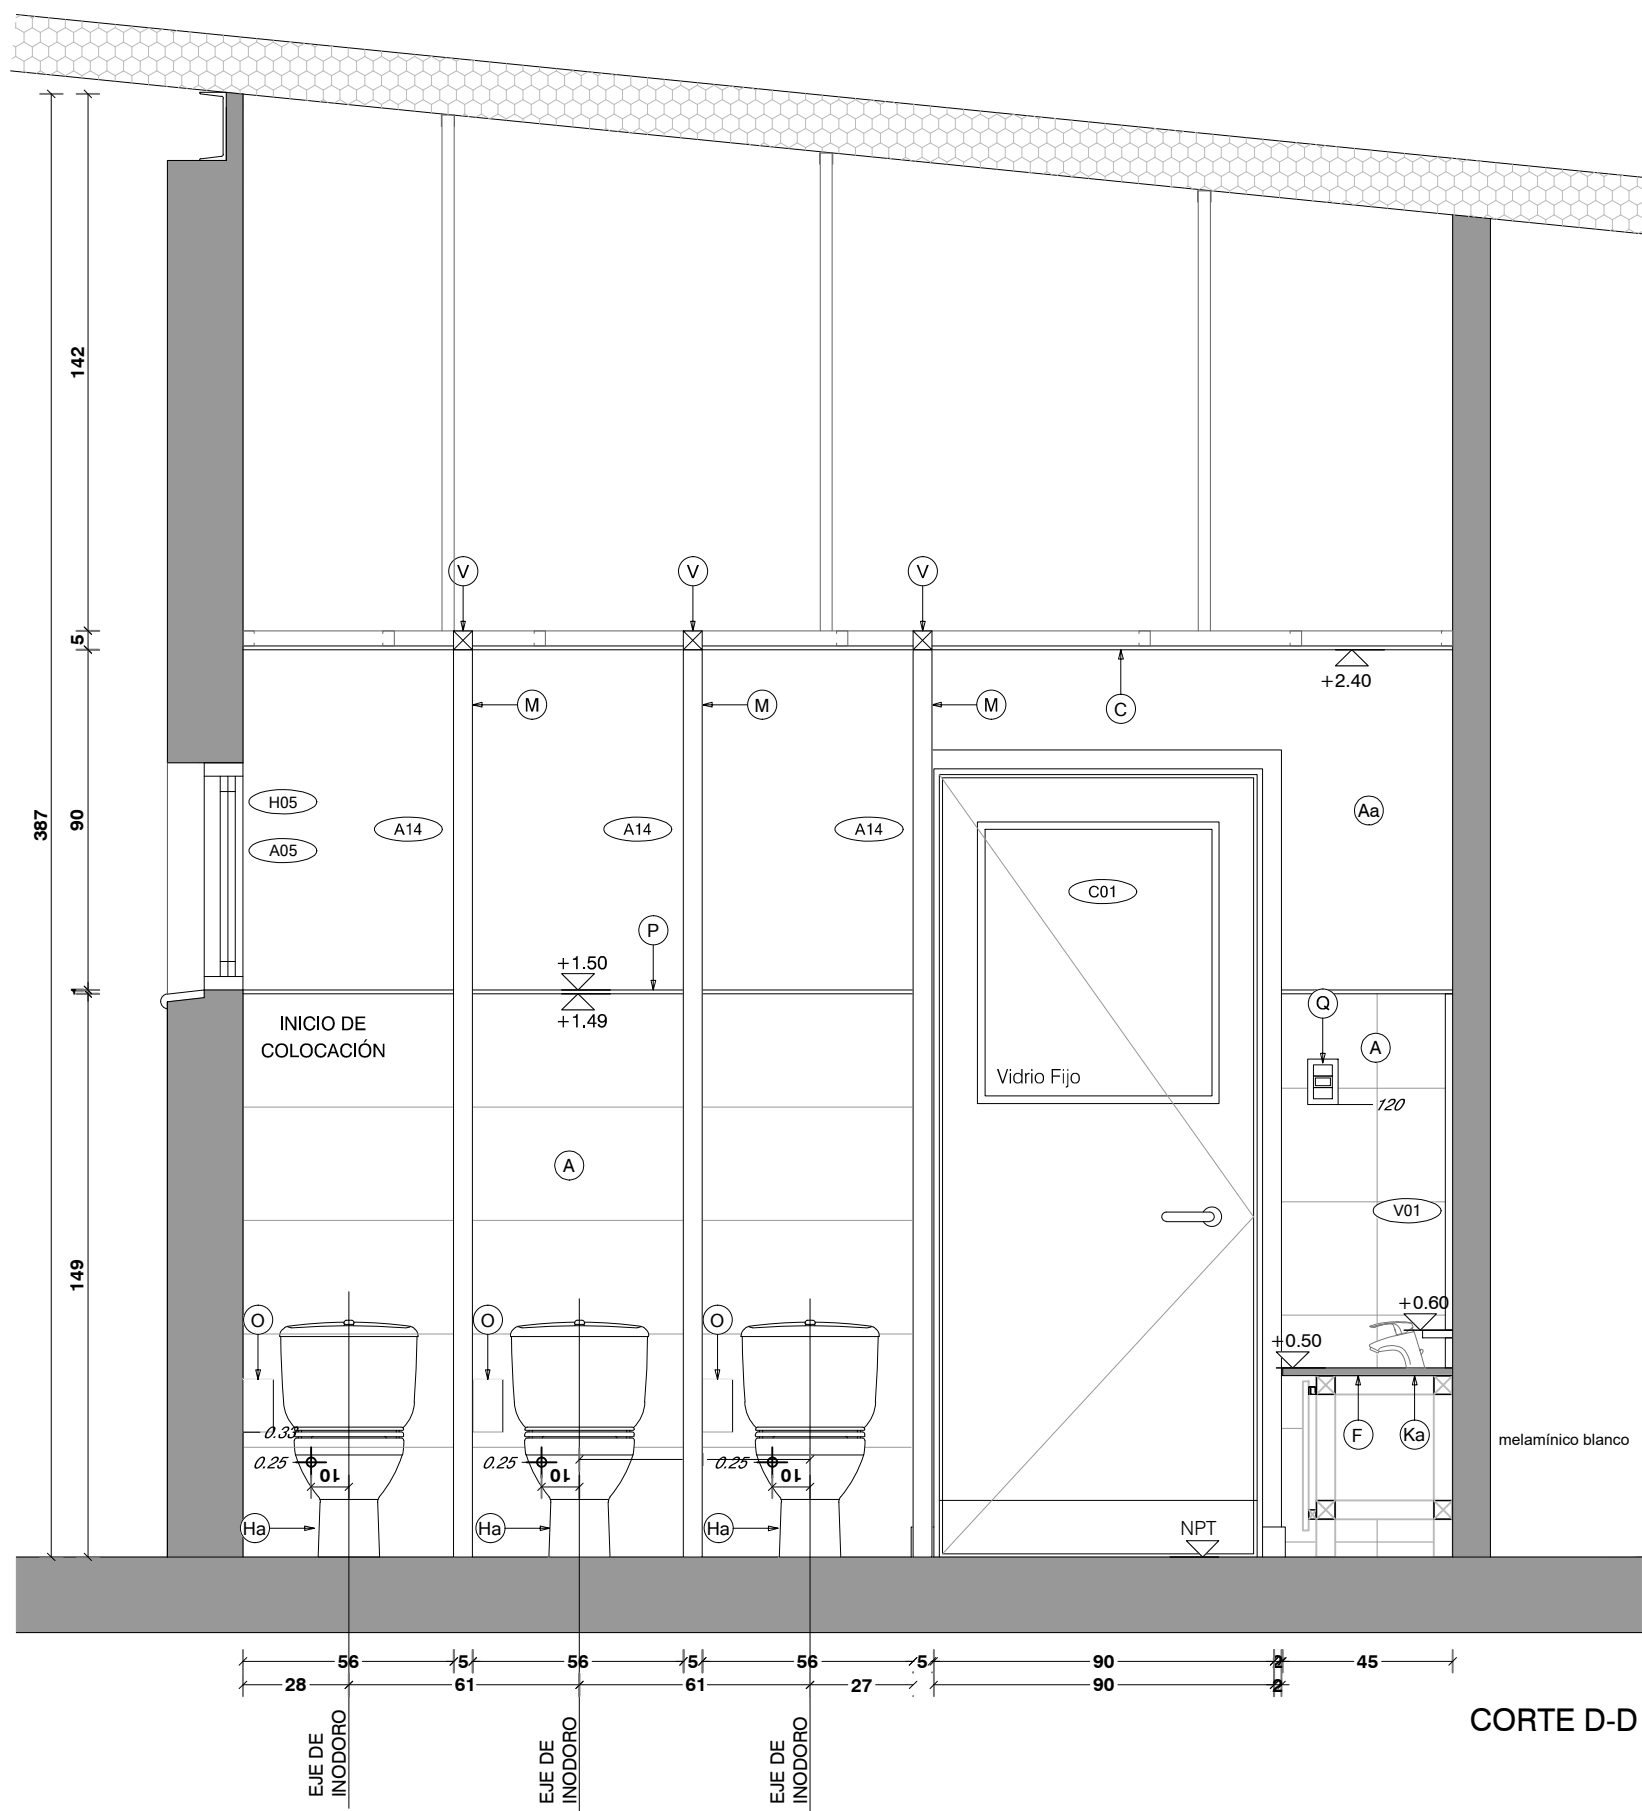 142
V
V
V
5
+2.40
M
M
M
C
387
90
H05
A05
A14
A14
A14
Aa
C01
P
+1.50
1
+1.49
INICIO DE
COLOCACIÓN
Q
A
Vidrio Fijo
120
A
V01
149
O
O
O
+0.60
+0.50
0.33
F
Ka
melamínico blanco
0.25
10
0.25
10
0.25
10
Ha
Ha
Ha
NPT
56
5
56
5
56
5
90
2
45
28
61
61
27
90
2
EJE DE
INODORO
EJE DE
INODORO
EJE DE
INODORO
CORTE D-D